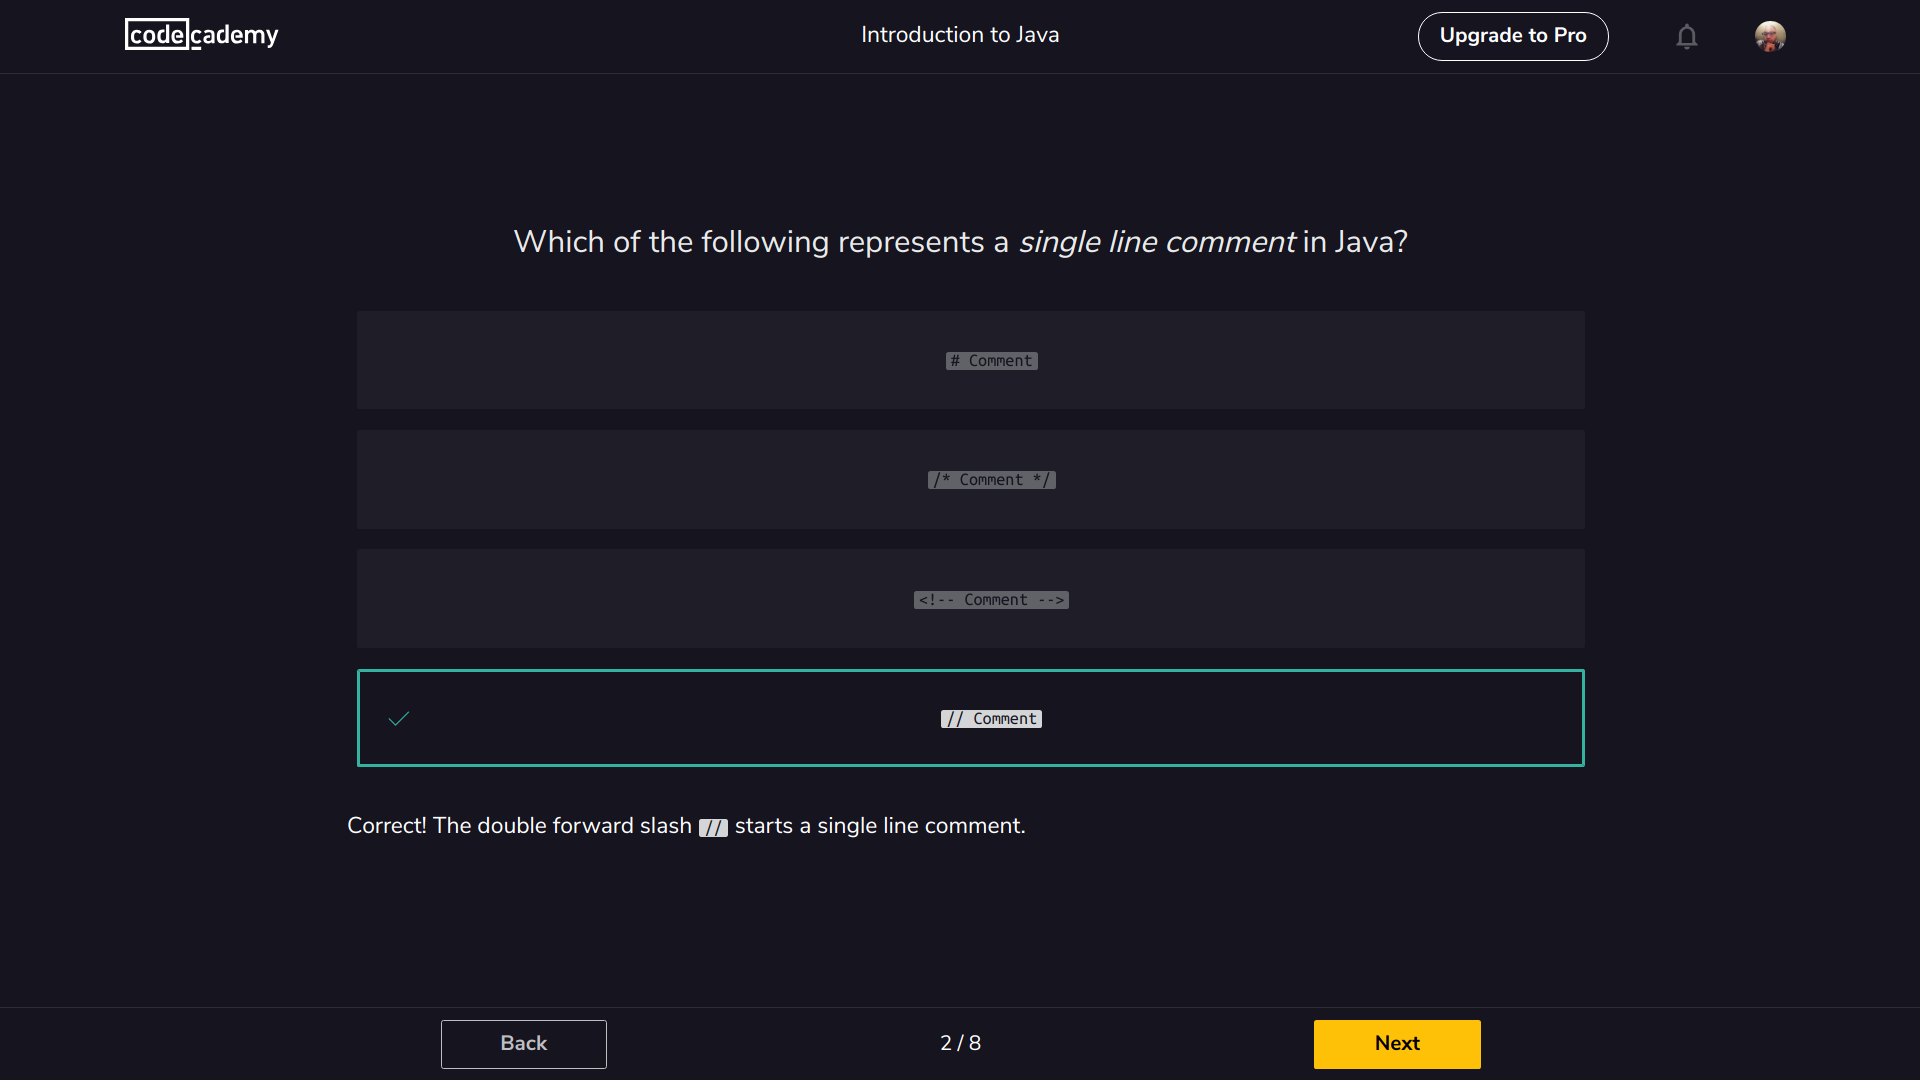 codecademy
Introduction to Java
Upgrade to Pro
Which of the following represents a single line comment in Java?
# Comment
/* Comment */
<!-- Comment -->
// Comment
Correct! The double forward slash // starts a single line comment.
Back
2 / 8
Next